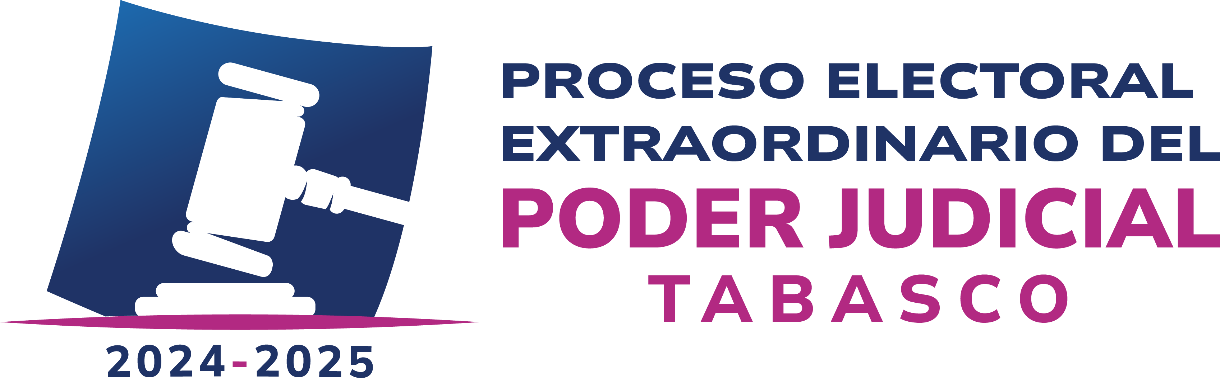 PROCESO ELECTORAL
EXTRAORDINARIO DEL
PODER JUDICIAL
TABASCO
2024-2025